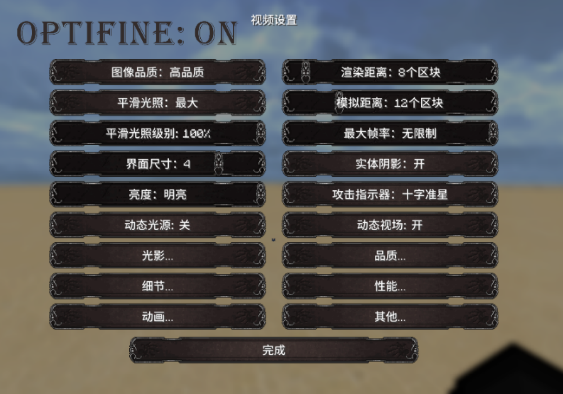 视频设置
OPTIFINE: ON
图像品质: 高品质
渲染距离: 8个区块
平滑光照: 最大
模拟距离: 12个区块
平滑光照级别: 100%
最大帧率: 无限制
界面尺寸: 4
实体阴影: 开
亮度: 明亮
攻击指示器: 十字准星
动态光源: 关
动态视场: 开
光影...
品质...
细节...
性能...
动画...
其他...
完成